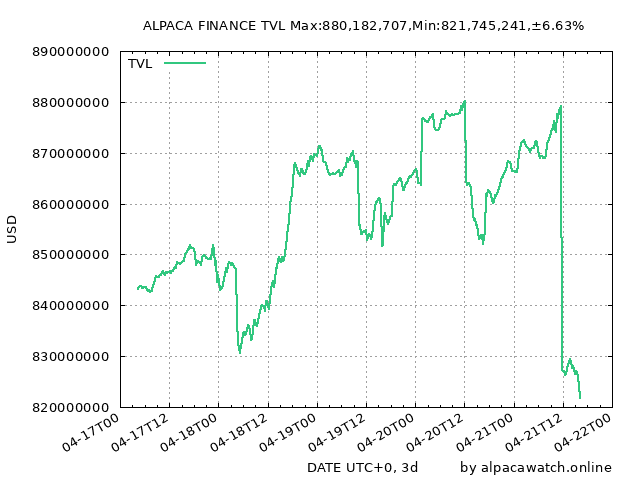 ALPACA FINANCE TVL Max:880,182,707,Min:821,745,241,±6.63%
890000000
TVL
880000000
870000000
860000000
USD
850000000
840000000
830000000
820000000
04-17T00
04-17T12
04-18T00
04-18T12
04-19T00
04-19T12
04-20T00
04-20T12
04-21T00
04-21T12
04-22T00
DATE UTC+0, 3d
by alpacawatch.online